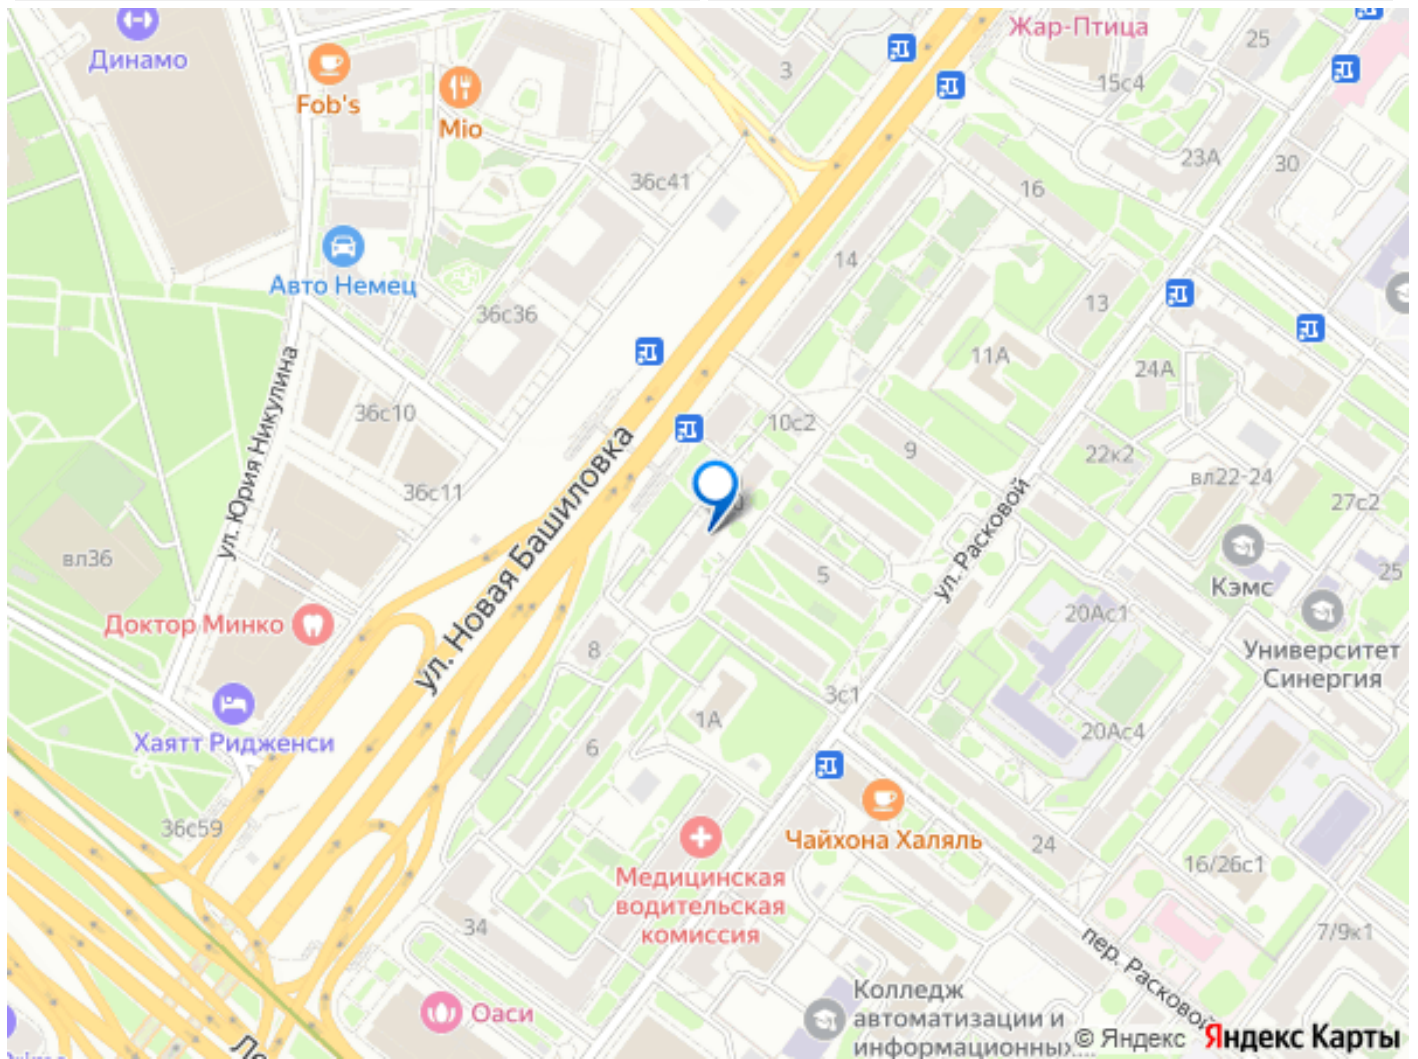 Жар-Птица
25
Динамо
3
15с4
Fob's
Mio
23А
30
36с41
16
14
Авто Немец
13
36с36
11А
24А
ул. Юрия Никулина
36с10
10с2
9
22к2
вл22-24
36с11
27с2
ул. Новая Башиловка
ул. Расковой
вл36
5
25
Кэмс
20Ас1
Доктор Минко
8
Университет
Синергия
3с1
1А
20Ас4
Хаятт Ридженси
6
36с59
Чайхона Халяль
24
16/26с1
Медицинская
водительская
комиссия
34
7/9к1
пер. Расковой
Колледж
автоматизации и
информационных...
Оаси
© Яндекс Яндекс Карты